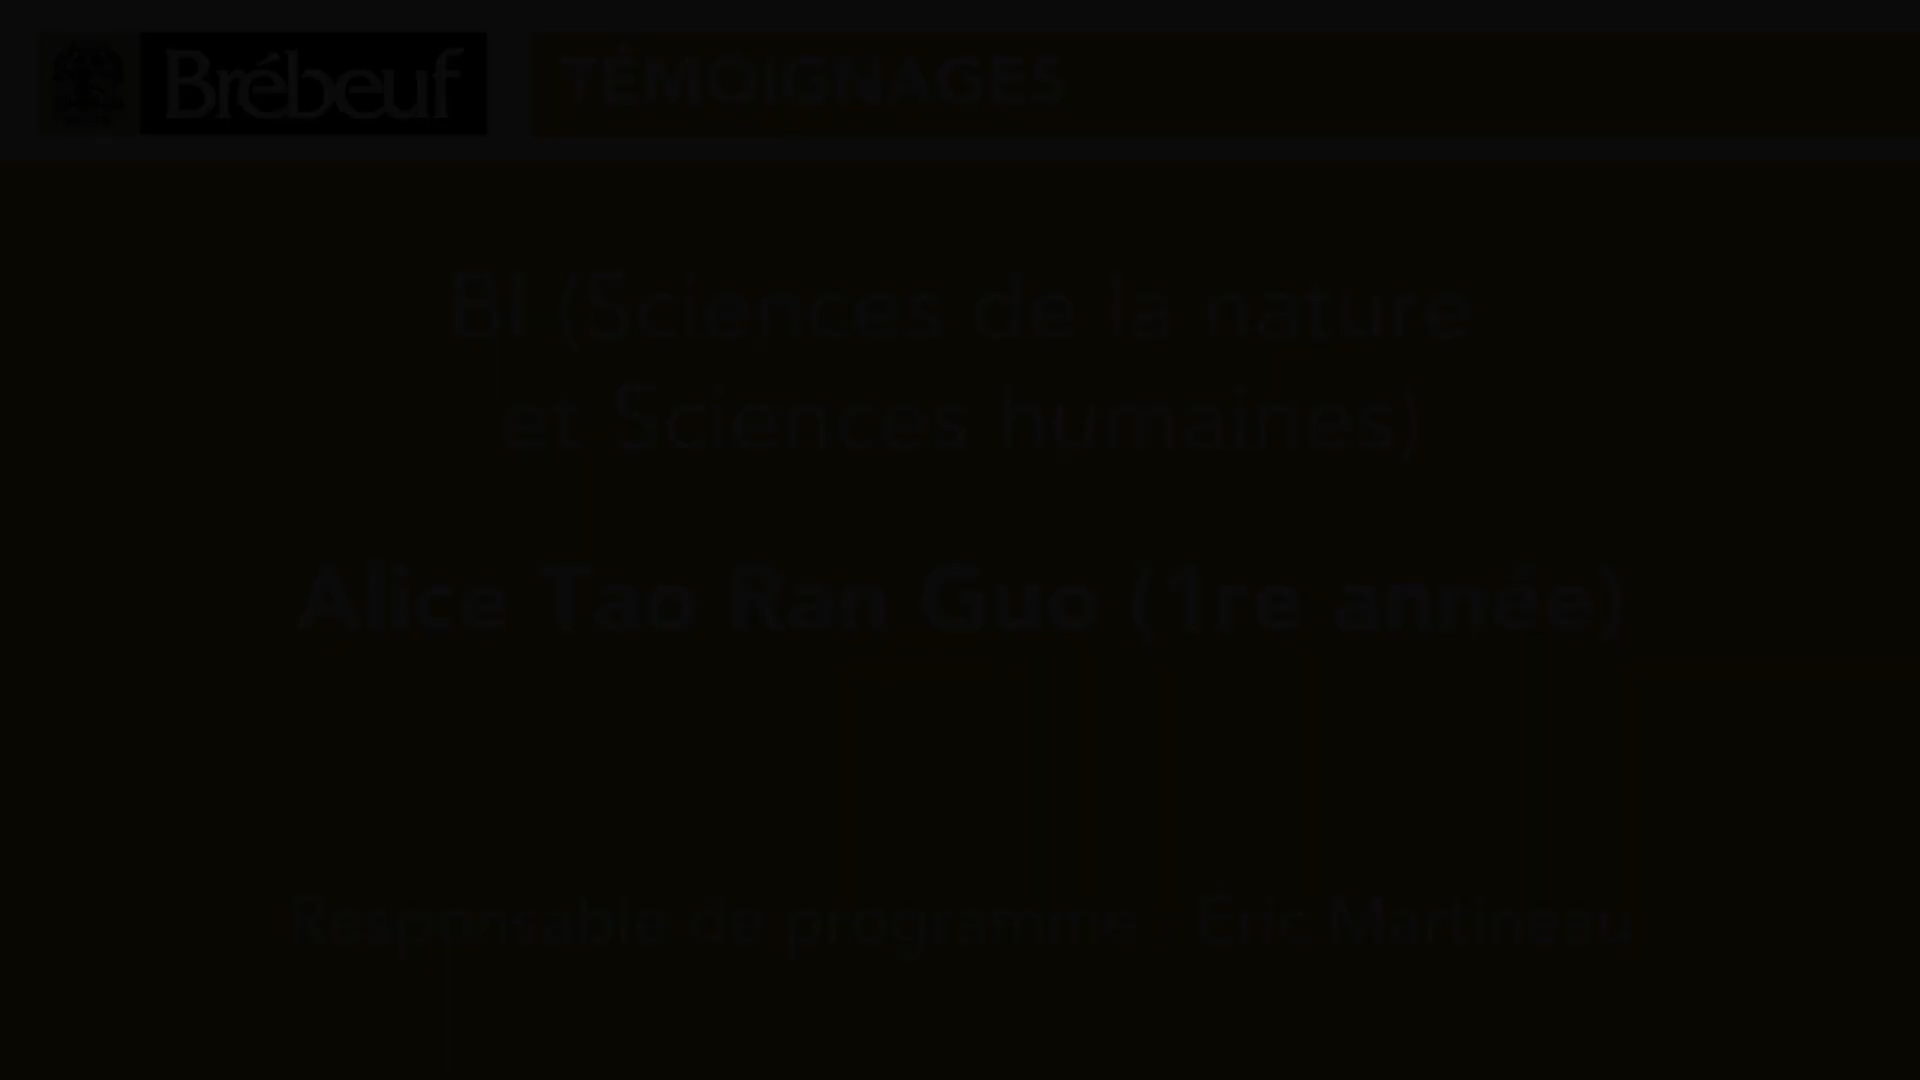 Brébeuf
TÉMOIGNAGES
BI (Sciences de la nature
et Sciences humaines)
Alice Tao Ran Guo (1re année)
Responsable de programme : Éric Martineau